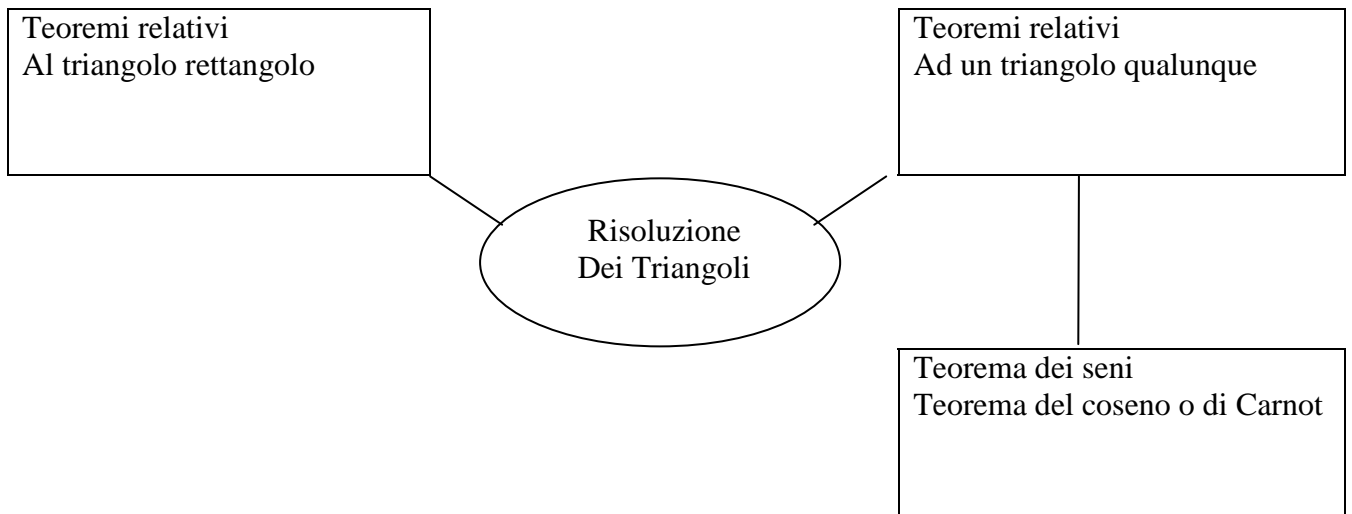 Teoremi relativi
Al triangolo rettangolo
Teoremi relativi
Ad un triangolo qualunque
Risoluzione
Dei Triangoli
Teorema dei seni
Teorema del coseno o di Carnot